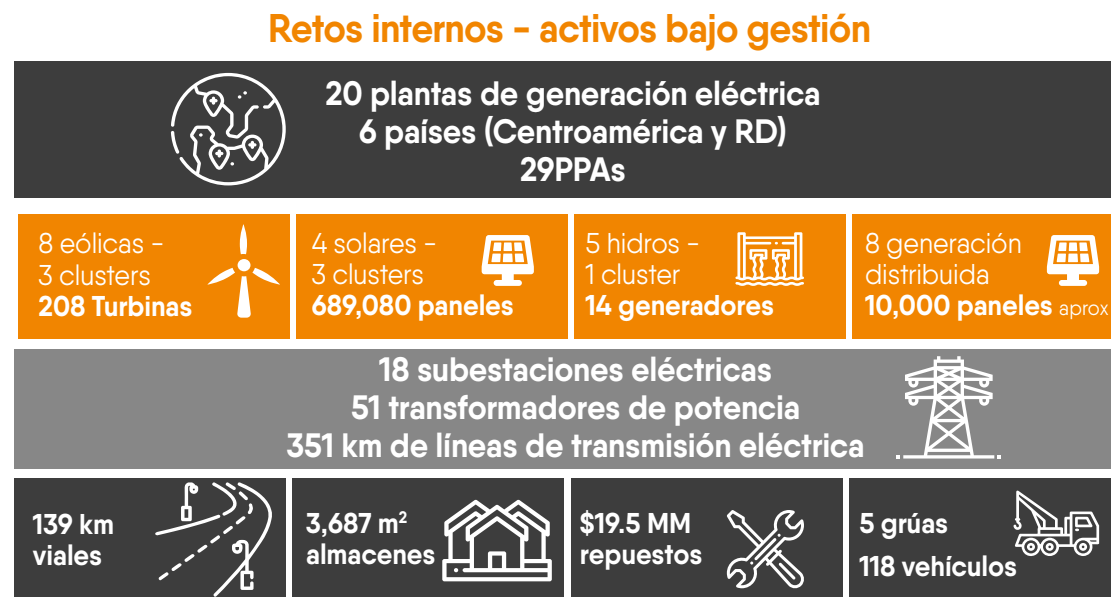 Retos internos - activos bajo gestión
20 plantas de generación eléctrica
6 países (Centroamérica y RD)
29PPAs
8 eólicas -
3 clusters
208 Turbinas
4 solares -
3 clusters
689,080 paneles
5 hidros -
1 cluster
14 generadores
8 generación
distribuida
10,000 paneles aprox
18 subestaciones eléctricas
51 transformadores de potencia
351 km de líneas de transmisión eléctrica
139 km
viales
3,687 m²
almacenes
$19.5 MM
repuestos
5 grúas
118 vehículos